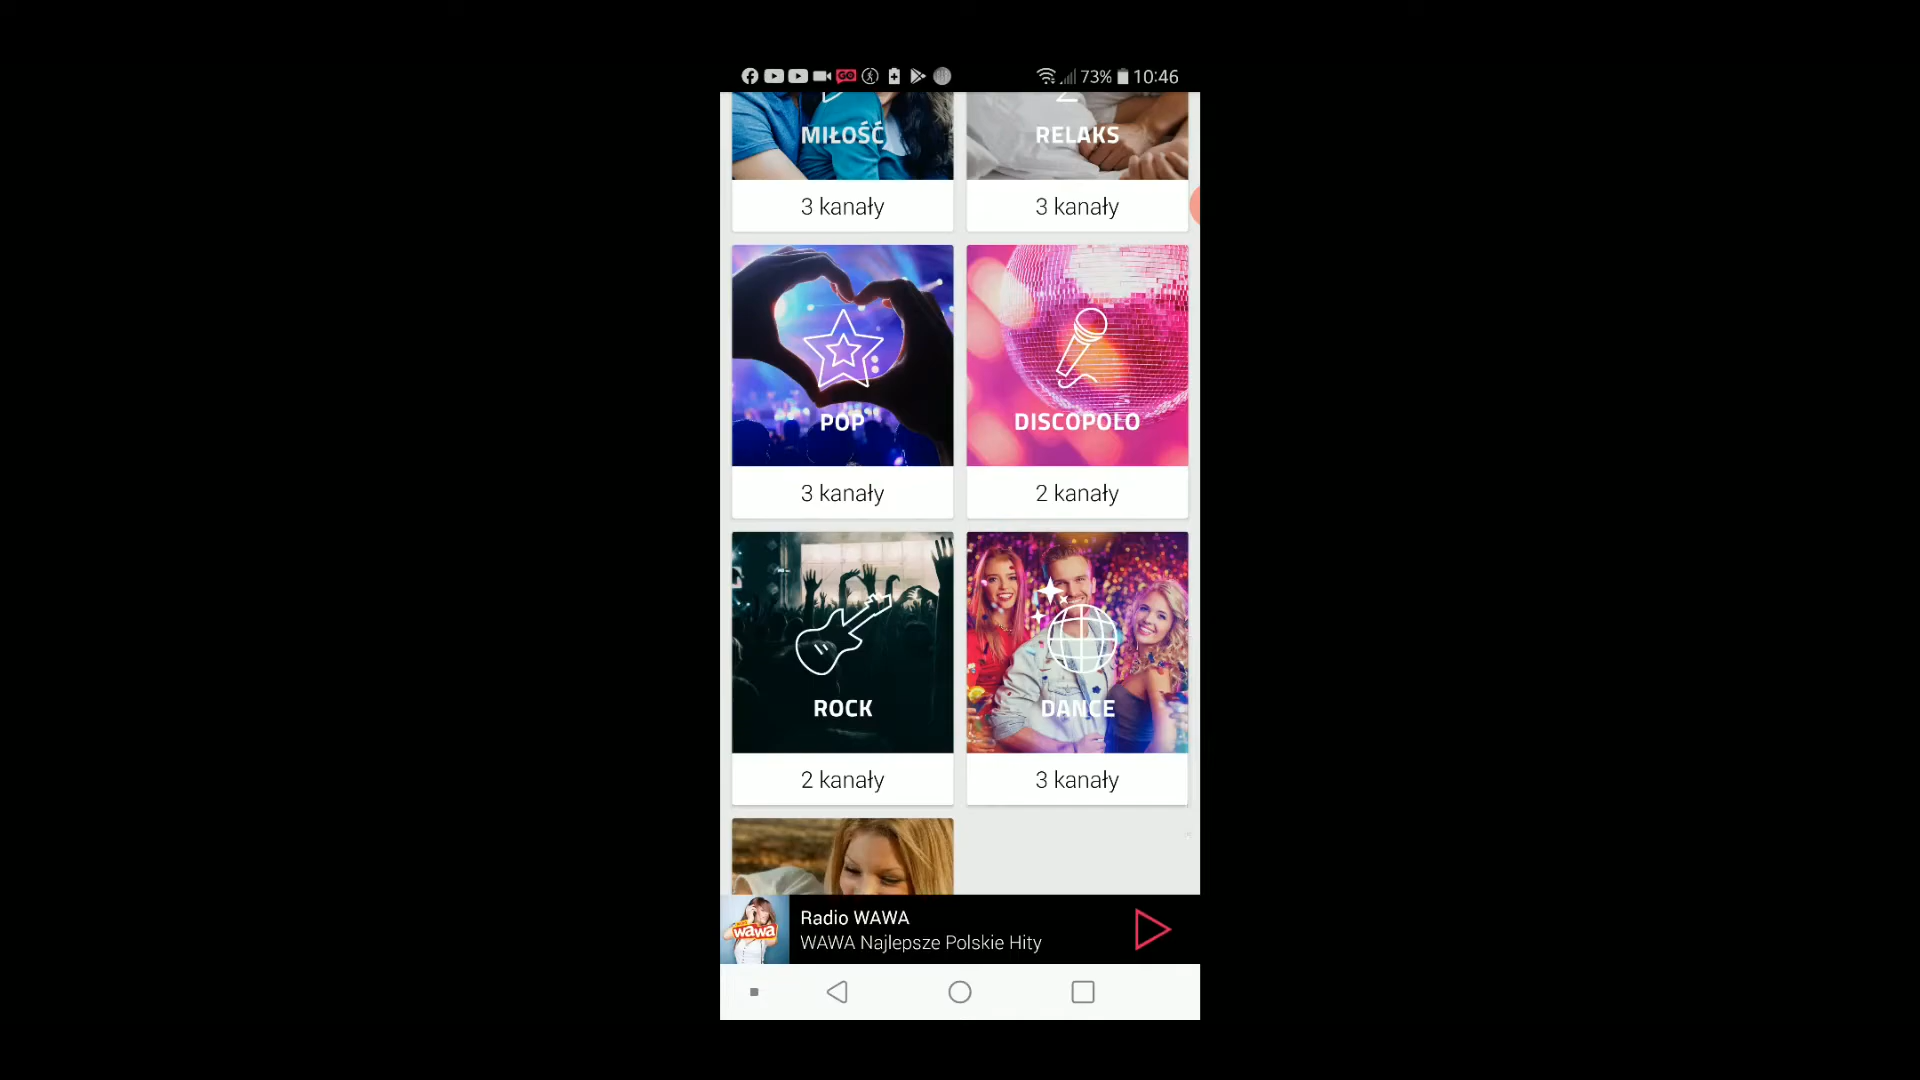 GO 73% 10:46
MIŁOŚĆ RELAKS
3 kanały 3 kanały
POP DISCOPOLO
3 kanały 2 kanały
ROCK DANCE
2 kanały 3 kanały
Radio WAWA
wawa
WAWA Najlepsze Polskie Hity